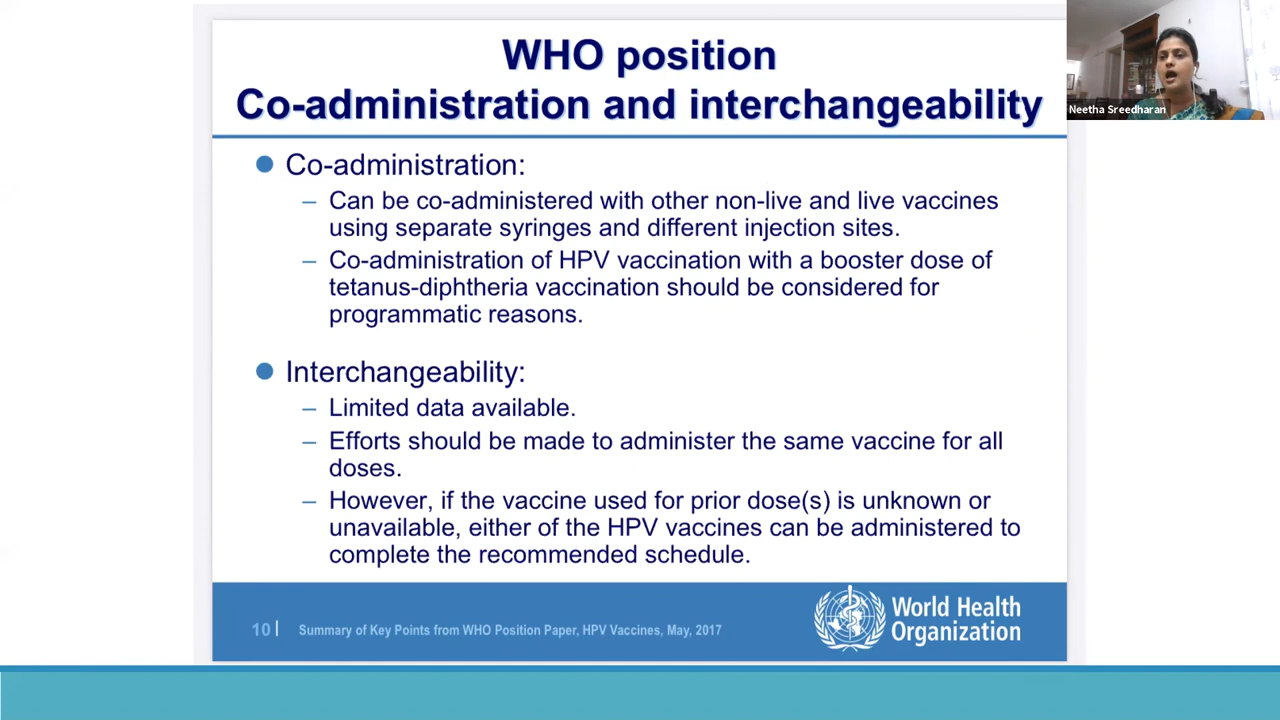 WHO position
Co-administration and interchangeability
Neetha Sreedharan
Co-administration:
– Can be co-administered with other non-live and live vaccines
using separate syringes and different injection sites.
– Co-administration of HPV vaccination with a booster dose of
tetanus-diphtheria vaccination should be considered for
programmatic reasons.
Interchangeability:
– Limited data available.
– Efforts should be made to administer the same vaccine for all
doses.
– However, if the vaccine used for prior dose(s) is unknown or
unavailable, either of the HPV vaccines can be administered to
complete the recommended schedule.
10 | Summary of Key Points from WHO Position Paper, HPV Vaccines, May, 2017
World Health
Organization